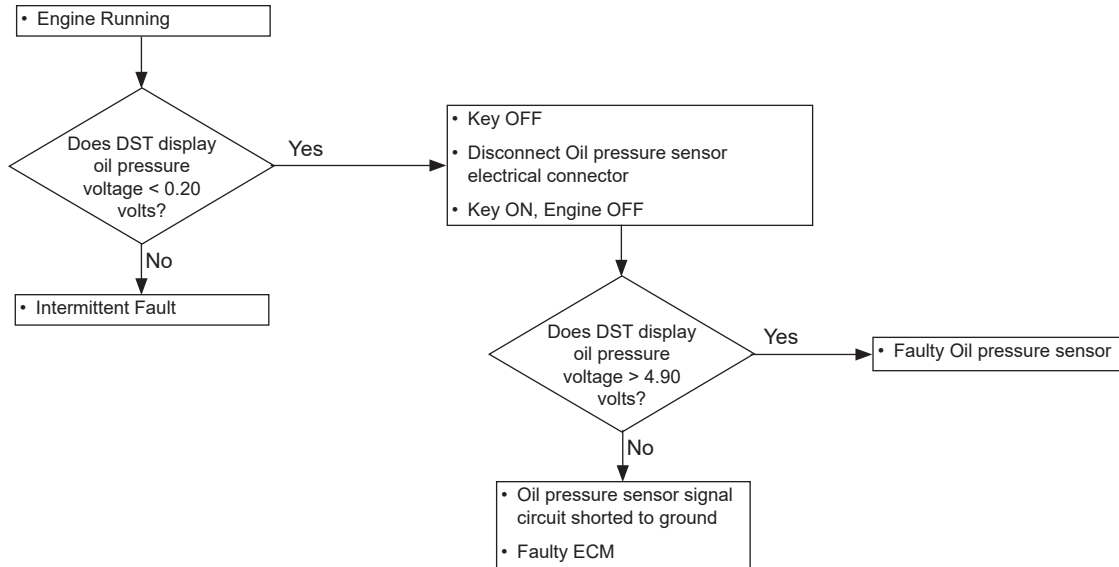 • Engine Running
Does DST display
oil pressure
voltage < 0.20
volts?
Yes
• Key OFF
• Disconnect Oil pressure sensor
electrical connector
• Key ON, Engine OFF
No
• Intermittent Fault
Does DST display
oil pressure
voltage > 4.90
volts?
Yes
• Faulty Oil pressure sensor
No
• Oil pressure sensor signal
circuit shorted to ground
• Faulty ECM